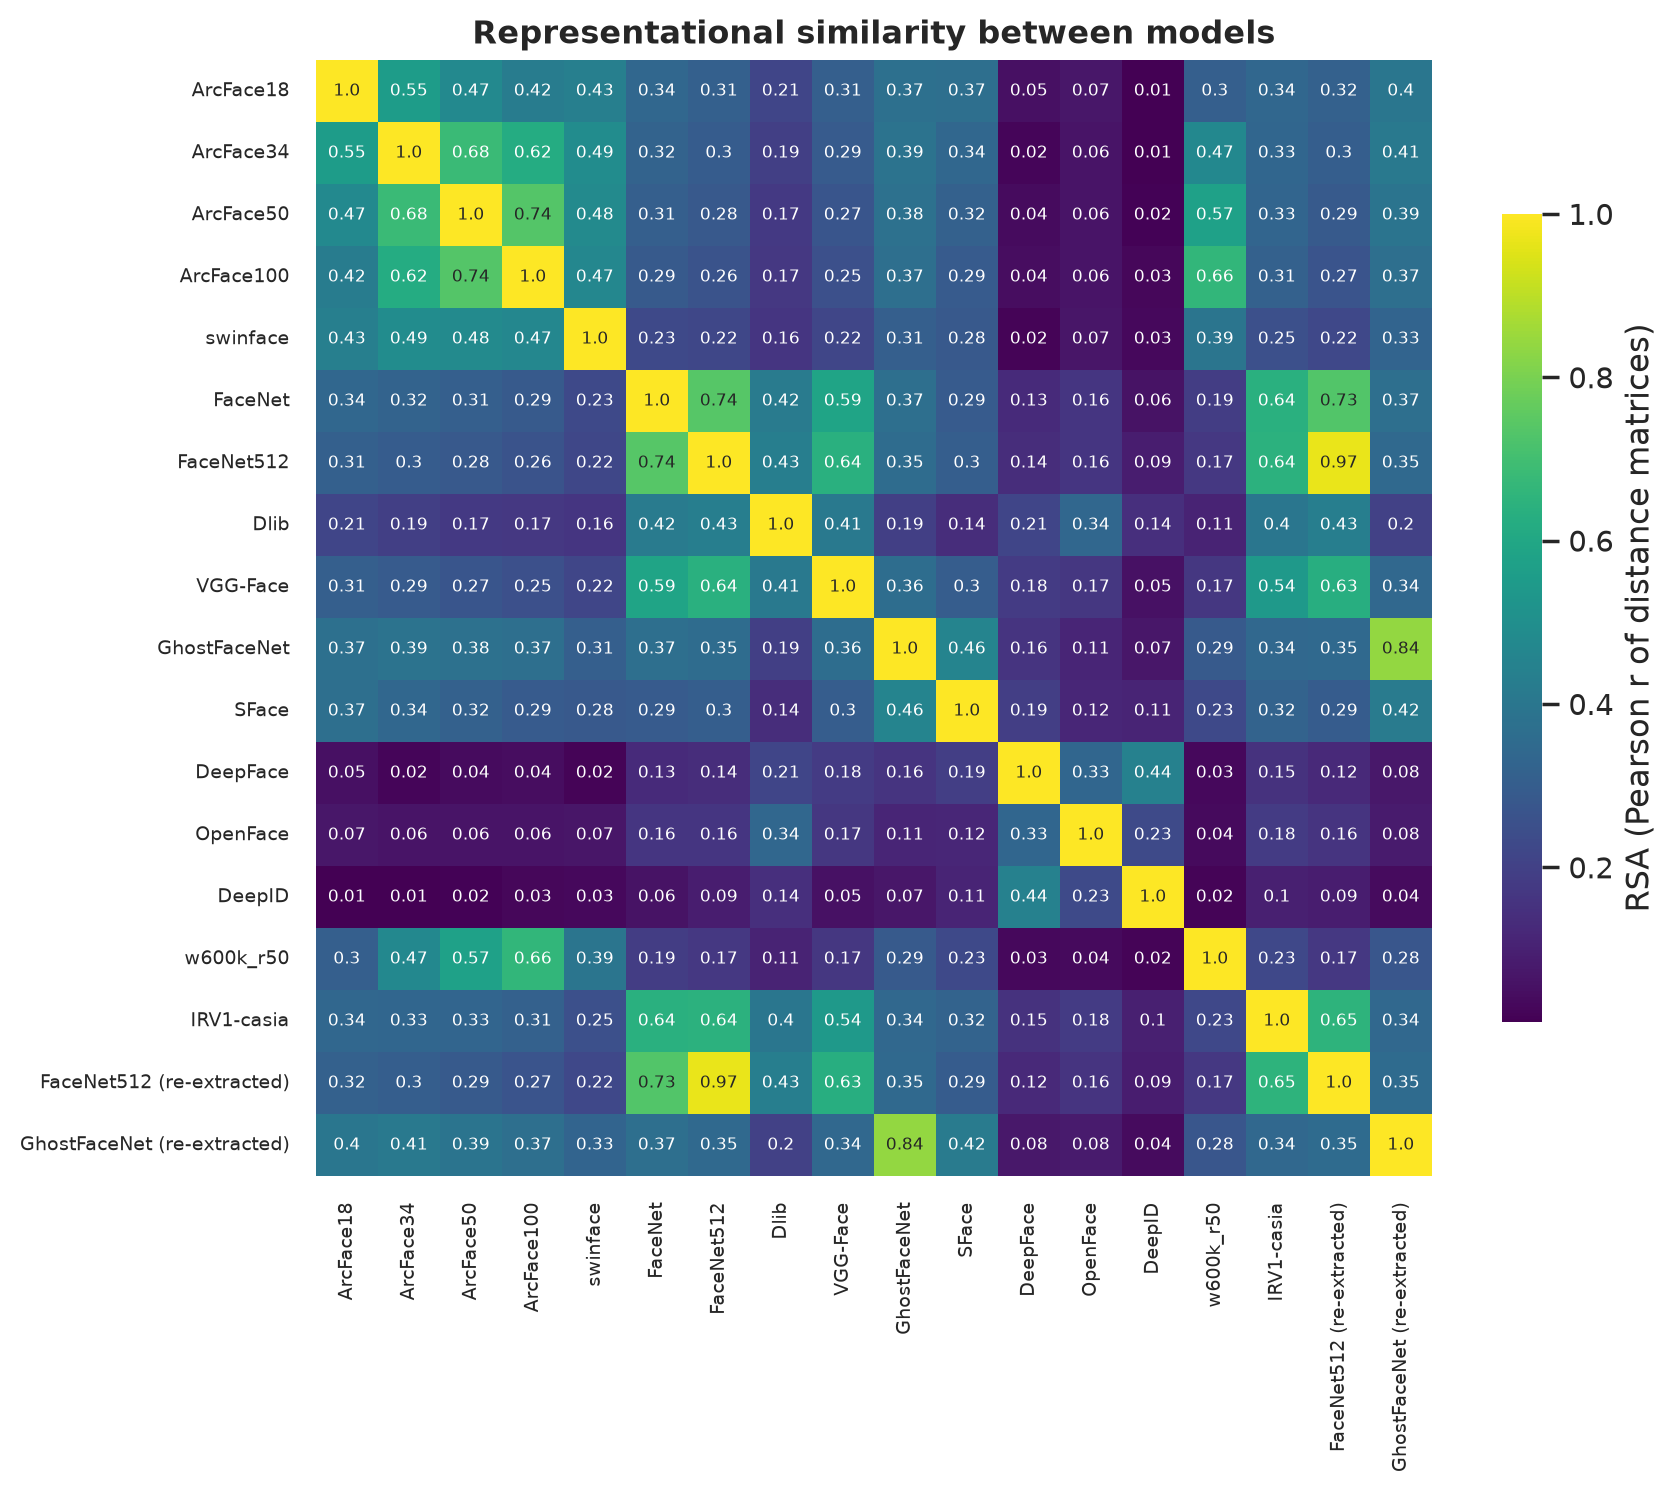 Representational similarity between models
ArcFace18 1.0 0.55 0.47 0.42 0.43 0.34 0.31 0.21 0.31 0.37 0.37 0.05 0.07 0.01 0.3 0.34 0.32 0.4
ArcFace34 0.55 1.0 0.68 0.62 0.49 0.32 0.3 0.19 0.29 0.39 0.34 0.02 0.06 0.01 0.47 0.33 0.3 0.41
ArcFace50 0.47 0.68 1.0 0.74 0.48 0.31 0.28 0.17 0.27 0.38 0.32 0.04 0.06 0.02 0.57 0.33 0.29 0.39
ArcFace100 0.42 0.62 0.74 1.0 0.47 0.29 0.26 0.17 0.25 0.37 0.29 0.04 0.06 0.03 0.66 0.31 0.27 0.37
swinface 0.43 0.49 0.48 0.47 1.0 0.23 0.22 0.16 0.22 0.31 0.28 0.02 0.07 0.03 0.39 0.25 0.22 0.33
FaceNet 0.34 0.32 0.31 0.29 0.23 1.0 0.74 0.42 0.59 0.37 0.29 0.13 0.16 0.06 0.19 0.64 0.73 0.37
FaceNet512 0.31 0.3 0.28 0.26 0.22 0.74 1.0 0.43 0.64 0.35 0.3 0.14 0.16 0.09 0.17 0.64 0.97 0.35
Dlib 0.21 0.19 0.17 0.17 0.16 0.42 0.43 1.0 0.41 0.19 0.14 0.21 0.34 0.14 0.11 0.4 0.43 0.2
VGG-Face 0.31 0.29 0.27 0.25 0.22 0.59 0.64 0.41 1.0 0.36 0.3 0.18 0.17 0.05 0.17 0.54 0.63 0.34
GhostFaceNet 0.37 0.39 0.38 0.37 0.31 0.37 0.35 0.19 0.36 1.0 0.46 0.16 0.11 0.07 0.29 0.34 0.35 0.84
SFace 0.37 0.34 0.32 0.29 0.28 0.29 0.3 0.14 0.3 0.46 1.0 0.19 0.12 0.11 0.23 0.32 0.29 0.42
DeepFace 0.05 0.02 0.04 0.04 0.02 0.13 0.14 0.21 0.18 0.16 0.19 1.0 0.33 0.44 0.03 0.15 0.12 0.08
OpenFace 0.07 0.06 0.06 0.06 0.07 0.16 0.16 0.34 0.17 0.11 0.12 0.33 1.0 0.23 0.04 0.18 0.16 0.08
DeepID 0.01 0.01 0.02 0.03 0.03 0.06 0.09 0.14 0.05 0.07 0.11 0.44 0.23 1.0 0.02 0.1 0.09 0.04
w600k_r50 0.3 0.47 0.57 0.66 0.39 0.19 0.17 0.11 0.17 0.29 0.23 0.03 0.04 0.02 1.0 0.23 0.17 0.28
IRV1-casia 0.34 0.33 0.33 0.31 0.25 0.64 0.64 0.4 0.54 0.34 0.32 0.15 0.18 0.1 0.23 1.0 0.65 0.34
FaceNet512 (re-extracted) 0.32 0.3 0.29 0.27 0.22 0.73 0.97 0.43 0.63 0.35 0.29 0.12 0.16 0.09 0.17 0.65 1.0 0.35
GhostFaceNet (re-extracted) 0.4 0.41 0.39 0.37 0.33 0.37 0.35 0.2 0.34 0.84 0.42 0.08 0.08 0.04 0.28 0.34 0.35 1.0
ArcFace18
ArcFace34
ArcFace50
ArcFace100
swinface
FaceNet
FaceNet512
Dlib
VGG-Face
GhostFaceNet
SFace
DeepFace
OpenFace
DeepID
w600k_r50
IRV1-casia
FaceNet512 (re-extracted)
GhostFaceNet (re-extracted)
1.0
0.8
0.6
0.4
0.2
RSA (Pearson r of distance matrices)